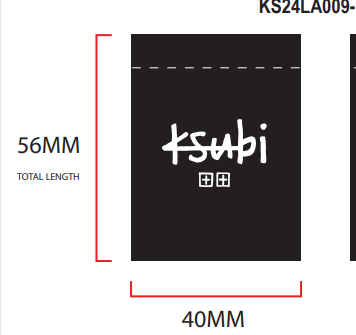 KS24LA009-
56MM
TOTAL LENGTH
ksubi
40MM